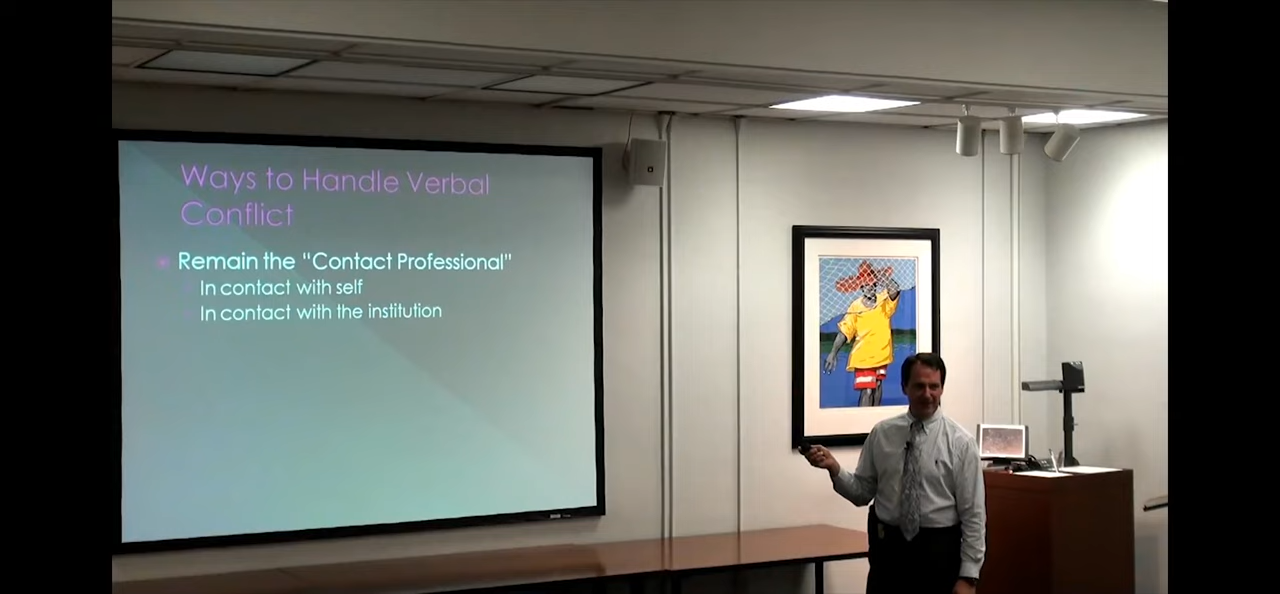 Ways to Handle Verbal
Conflict
Remain the "Contact Professional"
In contact with self
In contact with the institution